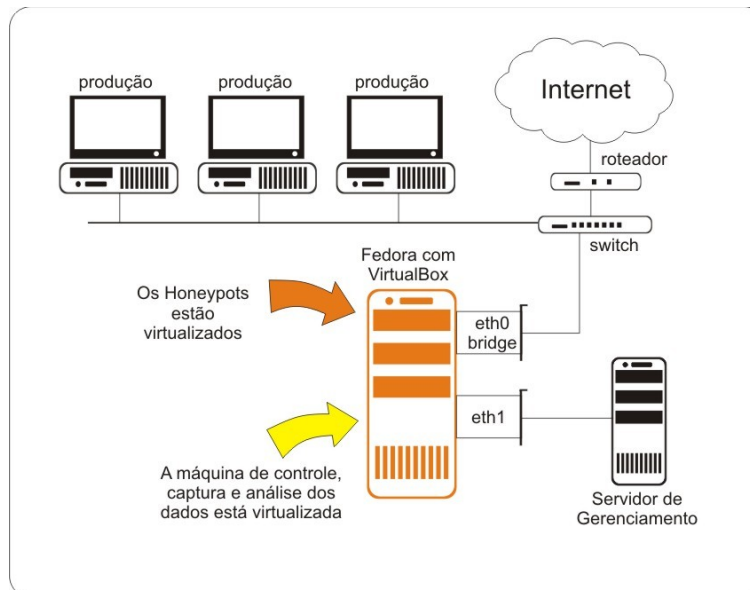 produção
produção
produção
Internet
roteador
switch
Fedora com
VirtualBox
Os Honeypots
estão
virtualizados
eth0
bridge
eth1
A máquina de controle,
captura e análise dos
dados está virtualizada
Servidor de
Gerenciamento